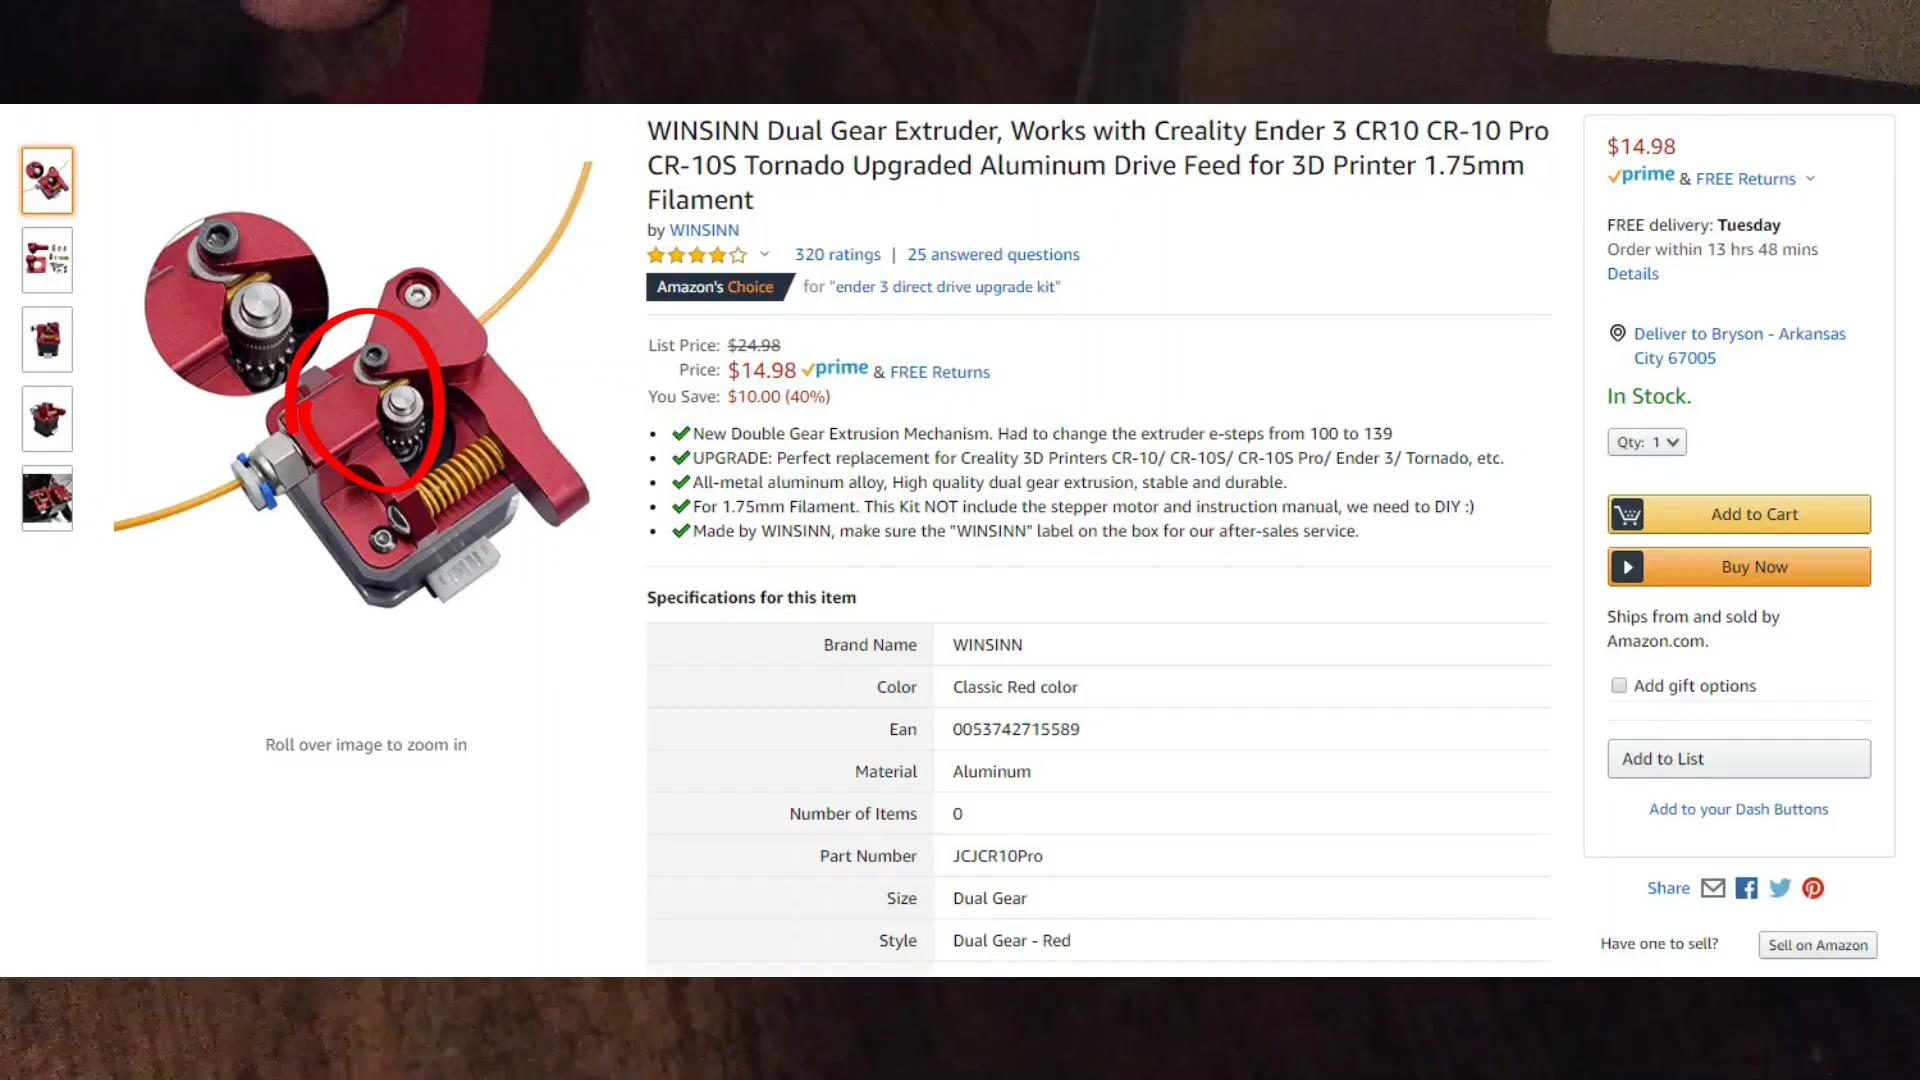 WINSINN Dual Gear Extruder, Works with Creality Ender 3 CR10 CR-10 Pro
CR-10S Tornado Upgraded Aluminum Drive Feed for 3D Printer 1.75mm
Filament
by WINSINN
320 ratings | 25 answered questions
Amazon's Choice for "ender 3 direct drive upgrade kit"
List Price: $24.98
Price: $14.98 prime & FREE Returns
You Save: $10.00 (40%)
• New Double Gear Extrusion Mechanism. Had to change the extruder e-steps from 100 to 139
• UPGRADE: Perfect replacement for Creality 3D Printers CR-10/ CR-10S/ CR-10S Pro/ Ender 3/ Tornado, etc.
• All-metal aluminum alloy, High quality dual gear extrusion, stable and durable.
• For 1.75mm Filament. This Kit NOT include the stepper motor and instruction manual, we need to DIY :)
• Made by WINSINN, make sure the "WINSINN" label on the box for our after-sales service.
Specifications for this item
Brand Name WINSINN
Color Classic Red color
Ean 0053742715589
Material Aluminum
Number of Items 0
Part Number JCJCR10Pro
Size Dual Gear
Style Dual Gear - Red
Roll over image to zoom in
$14.98
prime & FREE Returns
FREE delivery: Tuesday
Order within 13 hrs 48 mins
Details
Deliver to Bryson - Arkansas
City 67005
In Stock.
Qty: 1
Add to Cart
Buy Now
Ships from and sold by
Amazon.com.
Add gift options
Add to List
Add to your Dash Buttons
Share
Have one to sell? Sell on Amazon